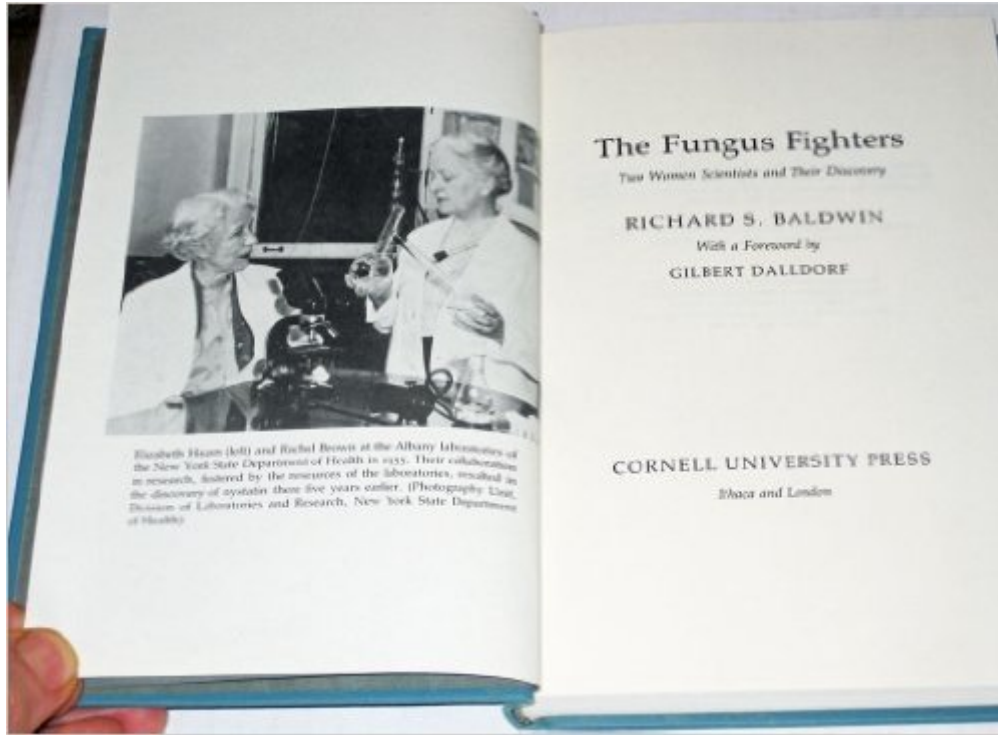 Elizabeth Hazen (left) and Rachel Brown at the Albany laboratories of
the New York State Department of Health in 1955. Their collaboration
in research, fostered by the resources of the laboratories, resulted in
the discovery of nystatin there five years earlier. (Photography Unit,
Division of Laboratories and Research, New York State Department
of Health)
The Fungus Fighters
Two Women Scientists and Their Discovery
RICHARD S. BALDWIN
With a Foreword by
GILBERT DALLDORF
CORNELL UNIVERSITY PRESS
Ithaca and London